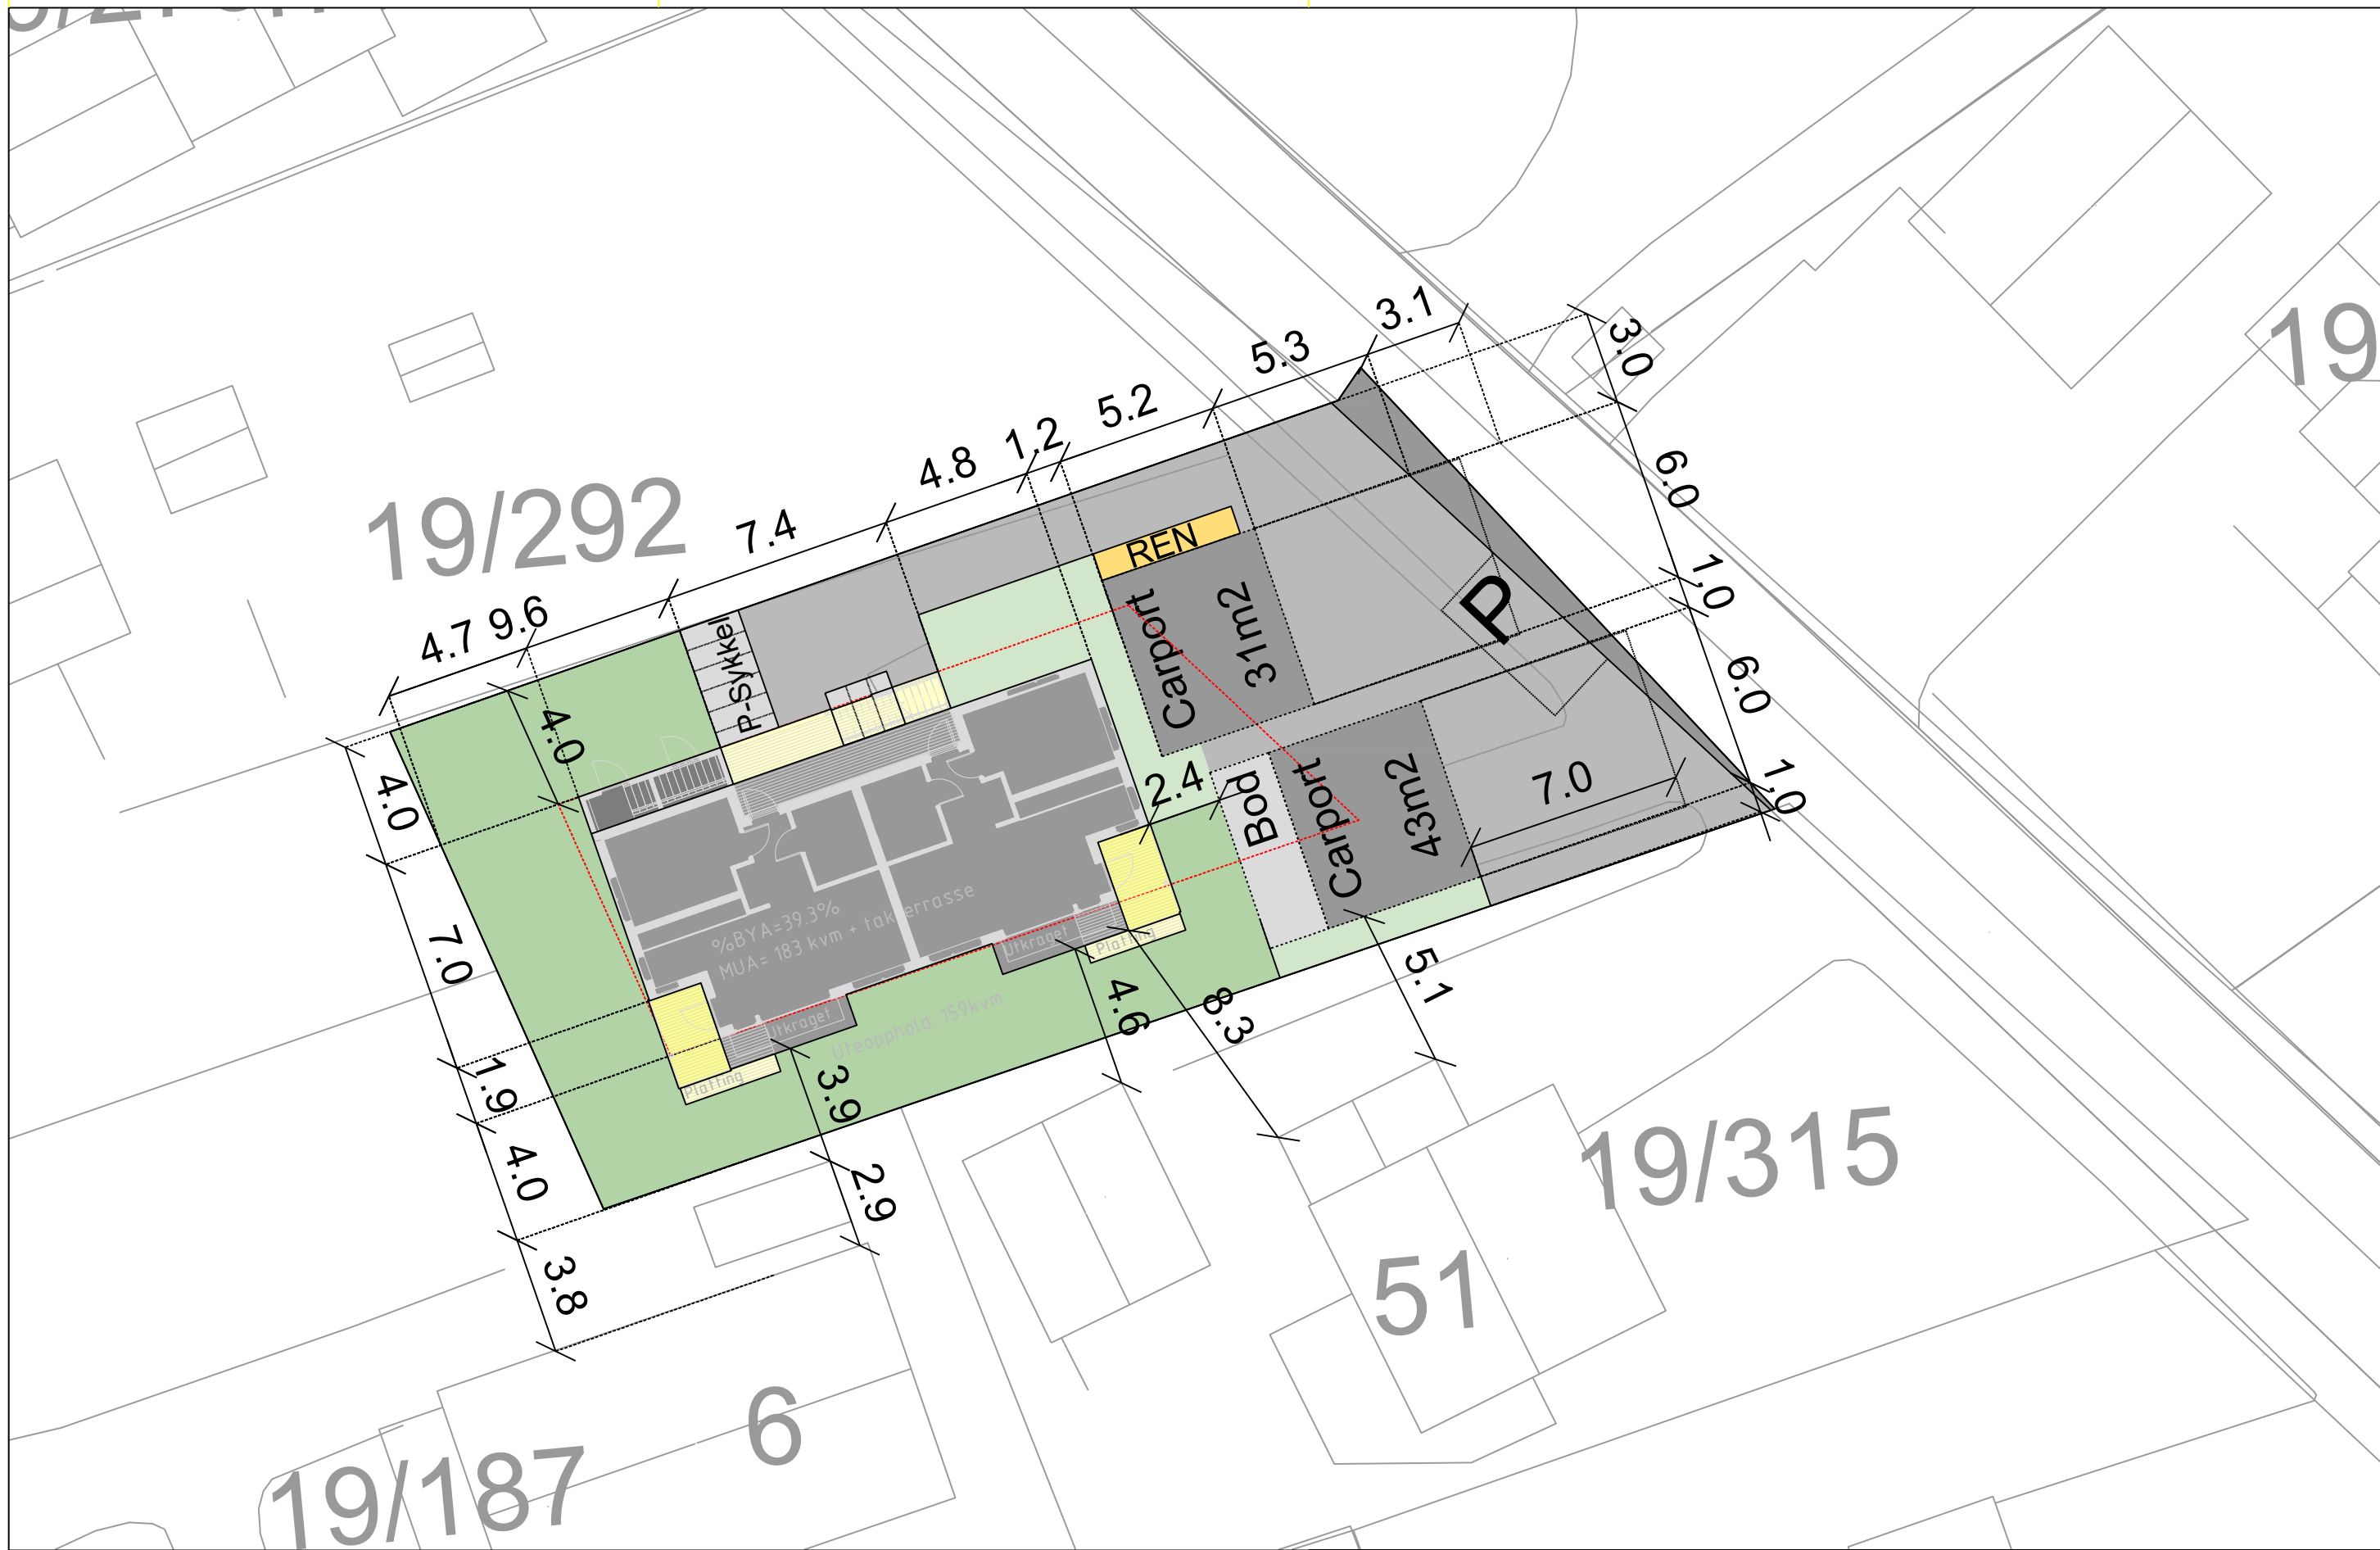 3.1
3.0
5.3
5.2
1.2
4.8
6.0
19
19/292
7.4
REN
9.6
4.7
P-Sykkel
Carport
31m2
P
1.0
6.0
4.0
4.0
2.4
Bod
Carport
43m2
7.0
1.0
%BYA=39.3%
MUA= 183 kvm + takterrasse
Utkraget
Platting
7.0
5.1
4.6
8.3
Uteopphold: 159kvm
Utkraget
Platting
1.9
3.9
4.0
2.9
19/315
3.8
51
6
19/187